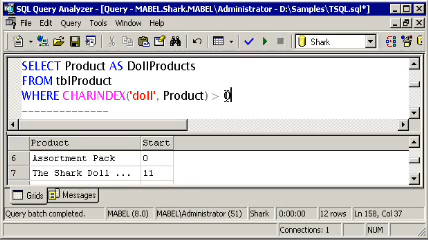 SQL Query Analyzer - [Query - MABEL.Shark.MABEL\Administrator - D:\Samples\TSQL.sql*]
File Edit Query Tools Window Help
Shark
SELECT Product AS DollProducts
FROM tblProduct
WHERE CHARINDEX('doll', Product) > 0
--------------
Product Start
6 Assortment Pack 0
7 The Shark Doll ... 11
Grids Messages
Query batch completed. MABEL (8.0) MABEL\Administrator (51) Shark 0:00:00 12 rows Ln 158, Col 37
Connections: 1 NUM